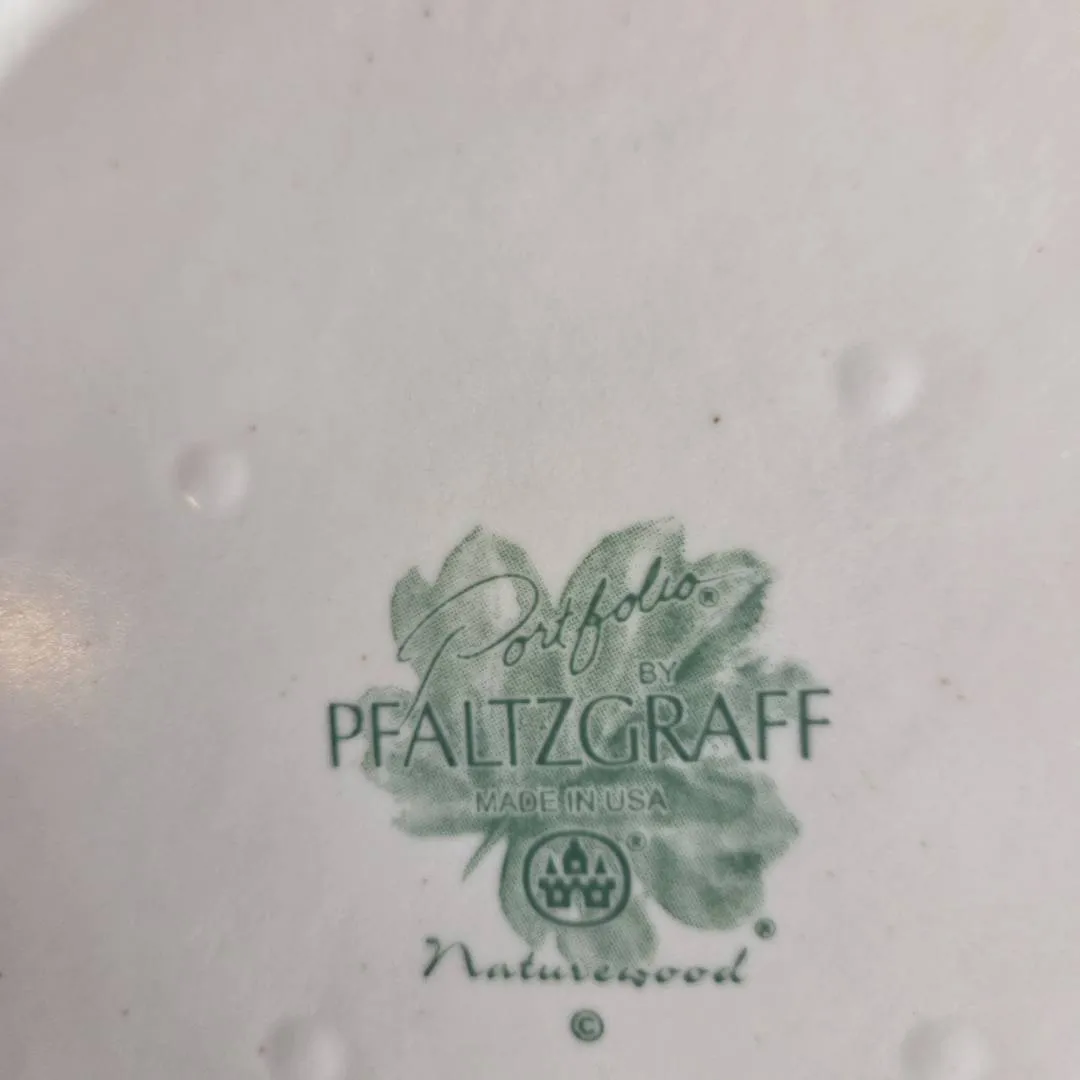 Portfolio®
BY
PFALTZGRAFF
MADE IN USA
®
Naturewood®
©